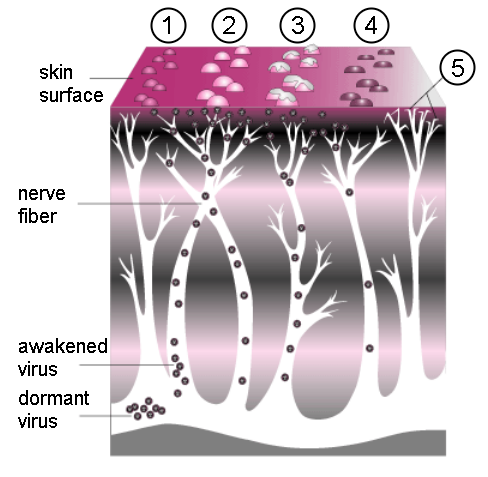 1 2 3 4
5
skin
surface
nerve
fiber
awakened
virus
dormant
virus